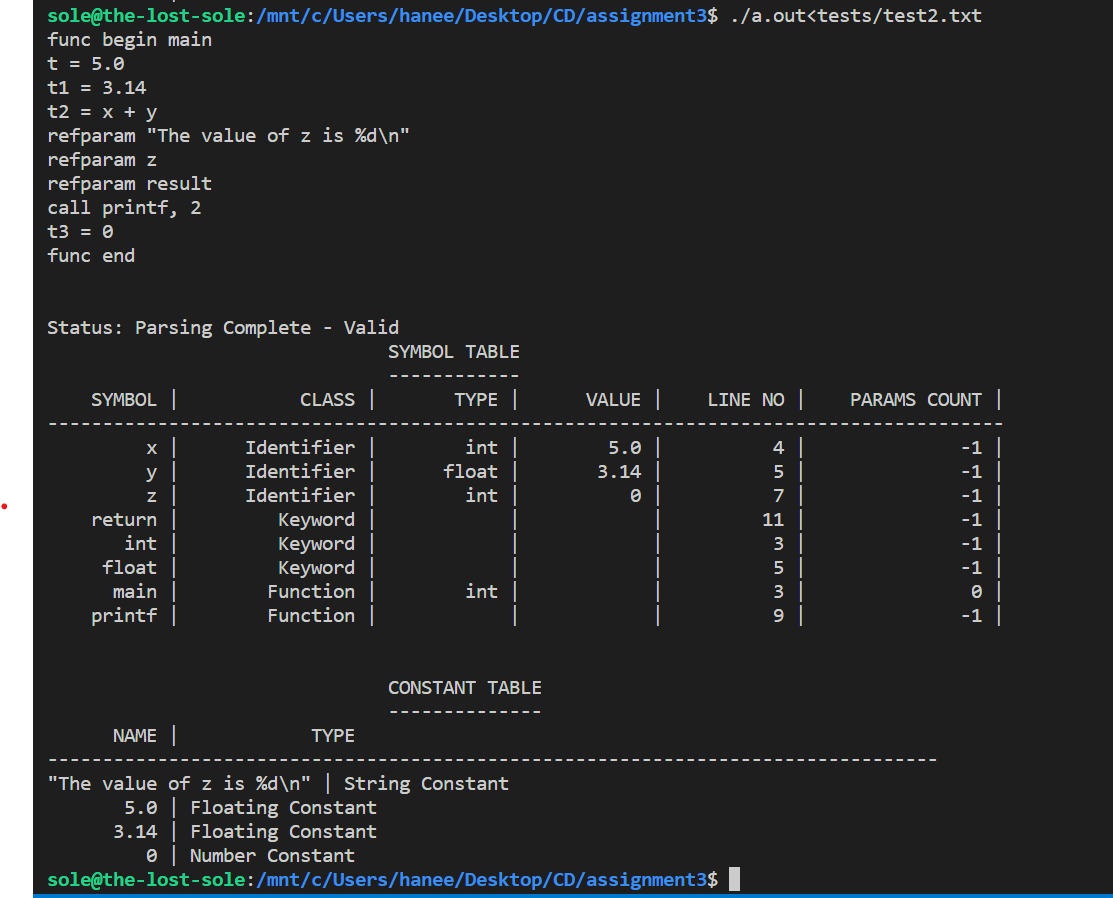 sole@the-lost-sole:/mnt/c/Users/hanee/Desktop/CD/assignment3$ ./a.out<tests/test2.txt
func begin main
t = 5.0
t1 = 3.14
t2 = x + y
refparam "The value of z is %d\n"
refparam z
refparam result
call printf, 2
t3 = 0
func end
Status: Parsing Complete - Valid
SYMBOL TABLE
------------
SYMBOL | CLASS | TYPE | VALUE | LINE NO | PARAMS COUNT |
---------------------------------------------------------------------------------------
x | Identifier | int | 5.0 | 4 | -1 |
y | Identifier | float | 3.14 | 5 | -1 |
z | Identifier | int | 0 | 7 | -1 |
return | Keyword | | | 11 | -1 |
int | Keyword | | | 3 | -1 |
float | Keyword | | | 5 | -1 |
main | Function | int | | 3 | 0 |
printf | Function | | | 9 | -1 |
CONSTANT TABLE
--------------
NAME | TYPE
---------------------------------------------------------------------------------
"The value of z is %d\n" | String Constant
5.0 | Floating Constant
3.14 | Floating Constant
0 | Number Constant
sole@the-lost-sole:/mnt/c/Users/hanee/Desktop/CD/assignment3$